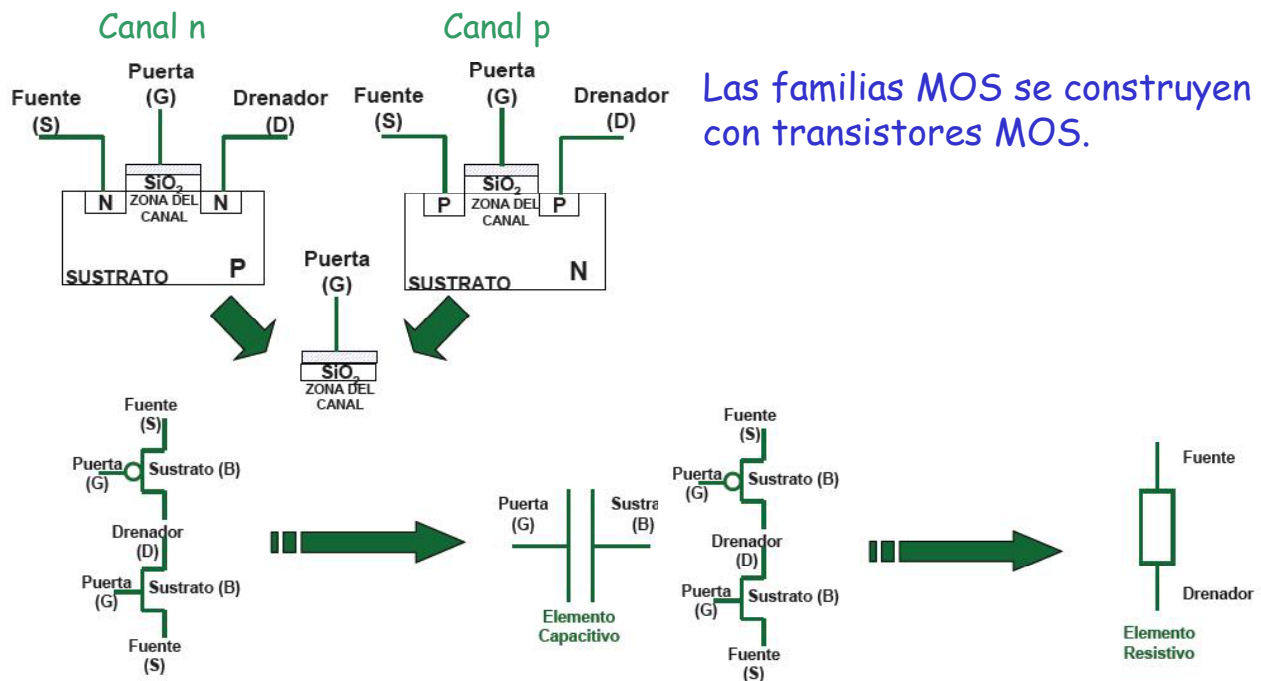 Canal n
Canal p
Las familias MOS se construyen
con transistores MOS.
Puerta
(G)
Fuente
(S)
Drenador
(D)
SiO2
N
ZONA DEL
CANAL
N
SUSTRATO
P
Puerta
(G)
Fuente
(S)
Drenador
(D)
SiO2
P
ZONA DEL
CANAL
P
SUSTRATO
N
Puerta
(G)
SiO2
ZONA DEL
CANAL
Fuente
(S)
Puerta
(G)
Sustrato (B)
Drenador
(D)
Puerta
(G)
Sustrato (B)
Fuente
(S)
Puerta
(G)
Sustra
(B)
Elemento
Capacitivo
Fuente
(S)
Puerta
(G)
Sustrato (B)
Drenador
(D)
Puerta
(G)
Sustrato (B)
Fuente
(S)
Fuente
Drenador
Elemento
Resistivo